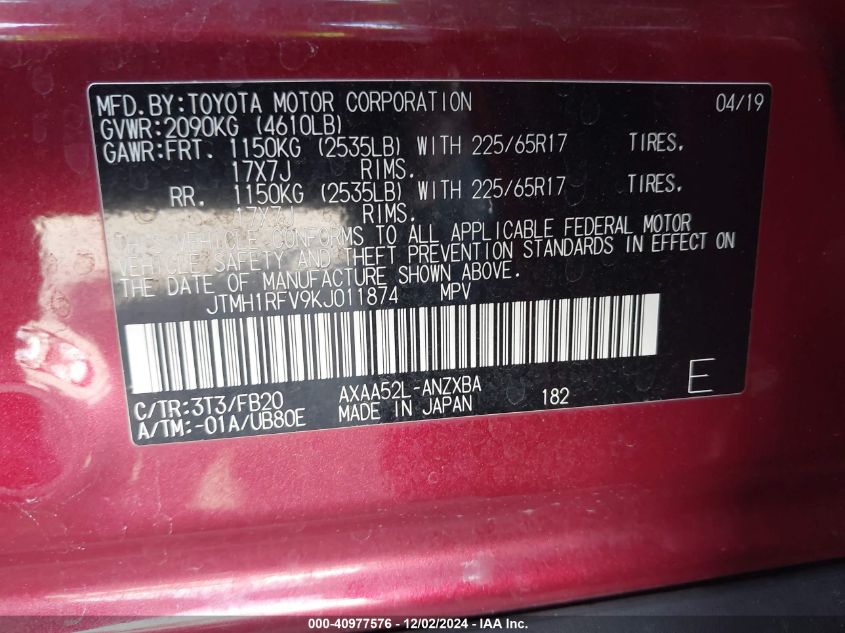 MFD.BY:TOYOTA MOTOR CORPORATION 04/19
GVWR:2090KG (4610LB)
GAWR:FRT. 1150KG (2535LB) WITH 225/65R17 TIRES.
17X7J RIMS.
RR. 1150KG (2535LB) WITH 225/65R17 TIRES.
17X7J RIMS.
THIS VEHICLE CONFORMS TO ALL APPLICABLE FEDERAL MOTOR
VEHICLE SAFETY AND THEFT PREVENTION STANDARDS IN EFFECT ON
THE DATE OF MANUFACTURE SHOWN ABOVE.
JTMH1RFV9KJ011874 MPV
C/TR:3T3/FB20 AXAA52L-ANZXBA 182 E
A/TM:-01A/UB80E MADE IN JAPAN
000-40977576 - 12/02/2024 - IAA, Inc.